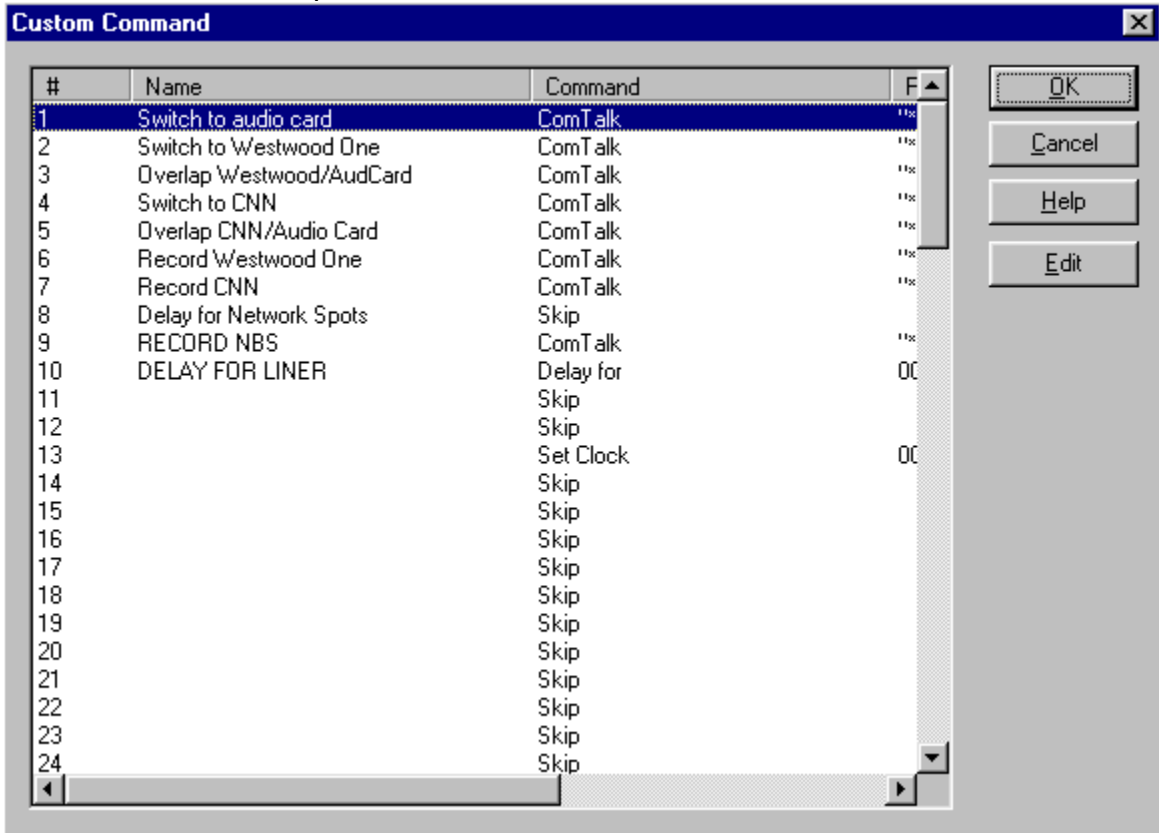 Custom Command
# Name Command F
1 Switch to audio card ComTalk "x
2 Switch to Westwood One ComTalk "x
3 Overlap Westwood/AudCard ComTalk "x
4 Switch to CNN ComTalk "x
5 Overlap CNN/Audio Card ComTalk "x
6 Record Westwood One ComTalk "x
7 Record CNN ComTalk "x
8 Delay for Network Spots Skip
9 RECORD NBS ComTalk "x
10 DELAY FOR LINER Delay for 00
11 Skip
12 Skip
13 Set Clock 00
14 Skip
15 Skip
16 Skip
17 Skip
18 Skip
19 Skip
20 Skip
21 Skip
22 Skip
23 Skip
24 Skip
OK
Cancel
Help
Edit